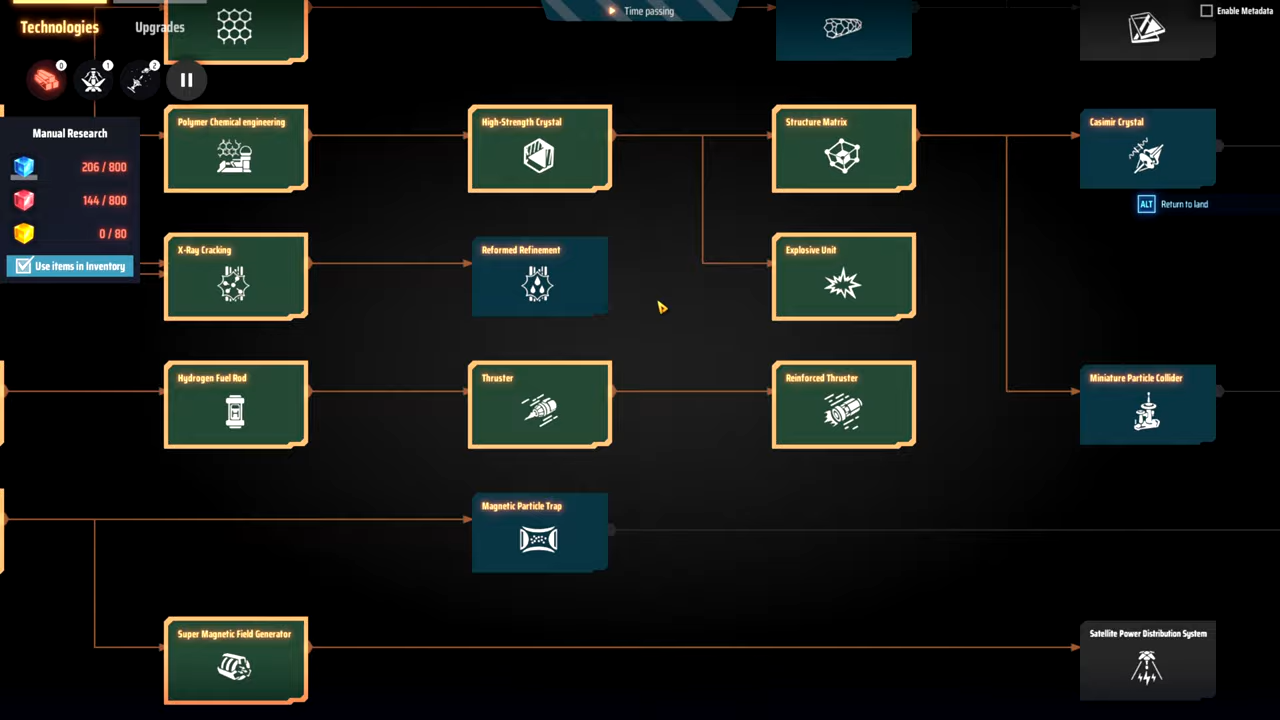 Time passing
Enable Metadata
Technologies
Upgrades
0
1
2
Manual Research
206 / 800
144 / 800
0 / 80
Use items in Inventory
Polymer Chemical engineering
High-Strength Crystal
Structure Matrix
Casimir Crystal
ALT Return to land
X-Ray Cracking
Reformed Refinement
Explosive Unit
Hydrogen Fuel Rod
Thruster
Reinforced Thruster
Miniature Particle Collider
Magnetic Particle Trap
Super Magnetic Field Generator
Satellite Power Distribution System